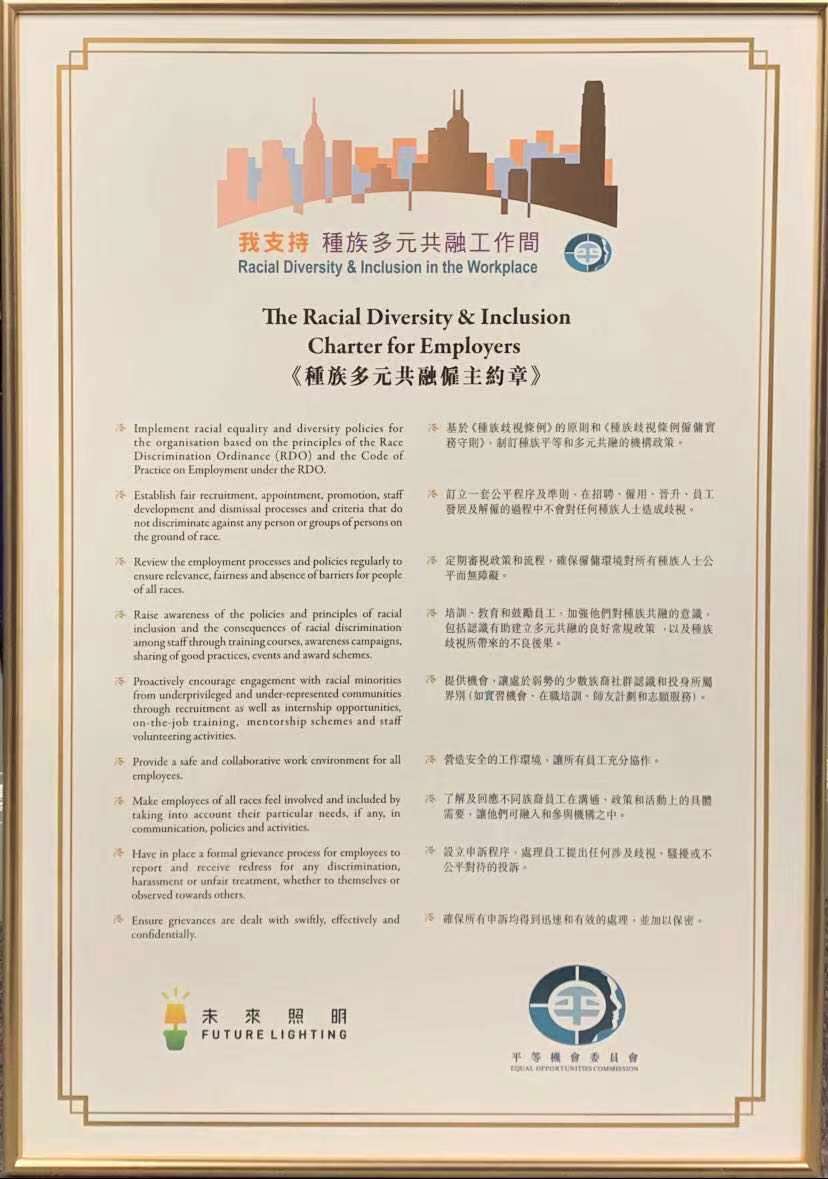 我支持 種族多元共融工作間
Racial Diversity & Inclusion in the Workplace
The Racial Diversity & Inclusion
Charter for Employers
《種族多元共融僱主約章》
Implement racial equality and diversity policies for
the organisation based on the principles of the Race
Discrimination Ordinance (RDO) and the Code of
Practice on Employment under the RDO.
基於《種族歧視條例》的原則和《種族歧視條例僱傭實
務守則》，制訂種族平等和多元共融的機構政策。
Establish fair recruitment, appointment, promotion, staff
development and dismissal processes and criteria that do
not discriminate against any person or groups of persons on
the ground of race.
訂立一套公平程序及準則，在招聘、僱用、晉升、員工
發展及解僱的過程中不會對任何種族人士造成歧視。
Review the employment processes and policies regularly to
ensure relevance, fairness and absence of barriers for people
of all races.
定期審視政策和流程，確保僱傭環境對所有種族人士公
平而無障礙。
Raise awareness of the policies and principles of racial
inclusion and the consequences of racial discrimination
among staff through training courses, awareness campaigns,
sharing of good practices, events and award schemes.
培訓、教育和鼓勵員工，加強他們對種族共融的意識，
包括認識有助建立多元共融的良好常規政策，以及種族
歧視所帶來的不良後果。
Proactively encourage engagement with racial minorities
from underprivileged and under-represented communities
through recruitment as well as internship opportunities,
on-the-job training, mentorship schemes and staff
volunteering activities.
提供機會，讓處於弱勢的少數族裔社群認識和投身所屬
界別（如實習機會、在職培訓、師友計劃和志願服務）。
Provide a safe and collaborative work environment for all
employees.
營造安全的工作環境，讓所有員工充分協作。
Make employees of all races feel involved and included by
taking into account their particular needs, if any, in
communication, policies and activities.
了解及回應不同族裔員工在溝通、政策和活動上的具體
需要，讓他們可融入和參與機構之中。
Have in place a formal grievance process for employees to
report and receive redress for any discrimination,
harassment or unfair treatment, whether to themselves or
observed towards others.
設立申訴程序，處理員工提出任何涉及歧視、騷擾或不
公平對待的投訴。
Ensure grievances are dealt with swiftly, effectively and
confidentially.
確保所有申訴均得到迅速和有效的處理，並加以保密。
未來照明
FUTURE LIGHTING
平
平等機會委員會
EQUAL OPPORTUNITIES COMMISSION